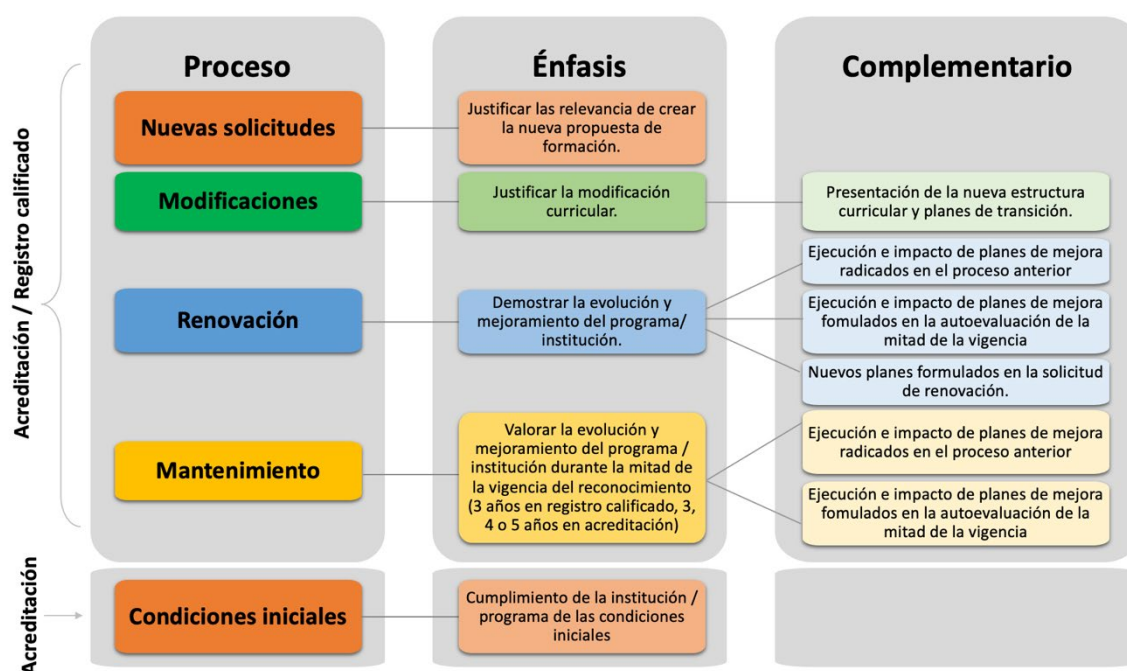 Proceso
Énfasis
Complementario
Acreditación / Registro calificado
Nuevas solicitudes
Justificar las relevancia de crear
la nueva propuesta de
formación.
Modificaciones
Justificar la modificación
curricular.
Presentación de la nueva estructura
curricular y planes de transición.
Renovación
Demostrar la evolución y
mejoramiento del programa/
institución.
Ejecución e impacto de planes de mejora
radicados en el proceso anterior
Ejecución e impacto de planes de mejora
fomulados en la autoevaluación de la
mitad de la vigencia
Nuevos planes formulados en la solicitud
de renovación.
Mantenimiento
Valorar la evolución y
mejoramiento del programa /
institución durante la mitad de
la vigencia del reconocimiento
(3 años en registro calificado, 3,
4 o 5 años en acreditación)
Ejecución e impacto de planes de mejora
radicados en el proceso anterior
Ejecución e impacto de planes de mejora
fomulados en la autoevaluación de la
mitad de la vigencia
Acreditación
Condiciones iniciales
Cumplimiento de la institución /
programa de las condiciones
iniciales